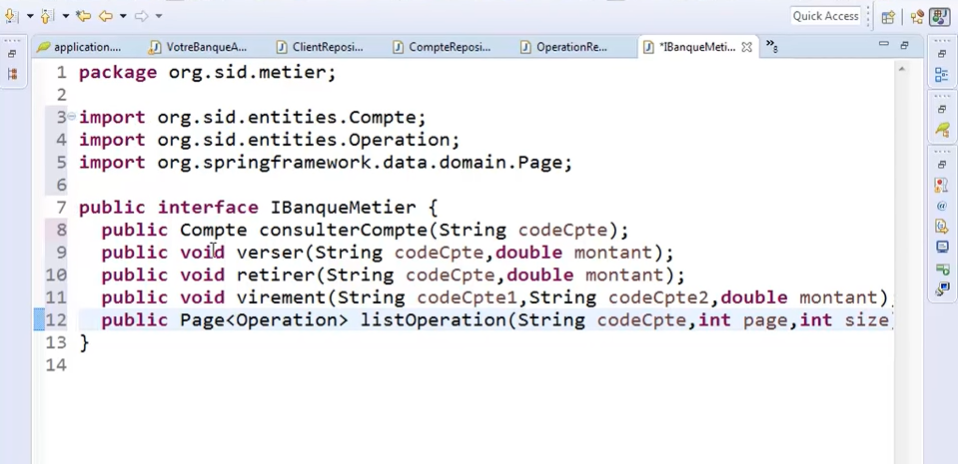 Quick Access
application....
VotreBanqueA...
ClientReposi...
CompteReposi...
OperationRe...
*IBanqueMeti...
»8
1 package org.sid.metier;
2
3 import org.sid.entities.Compte;
4 import org.sid.entities.Operation;
5 import org.springframework.data.domain.Page;
6
7 public interface IBanqueMetier {
8 public Compte consulterCompte(String codeCpte);
9 public void verser(String codeCpte,double montant);
10 public void retirer(String codeCpte,double montant);
11 public void virement(String codeCpte1,String codeCpte2,double montant)
12 public Page<Operation> listOperation(String codeCpte,int page,int size
13 }
14